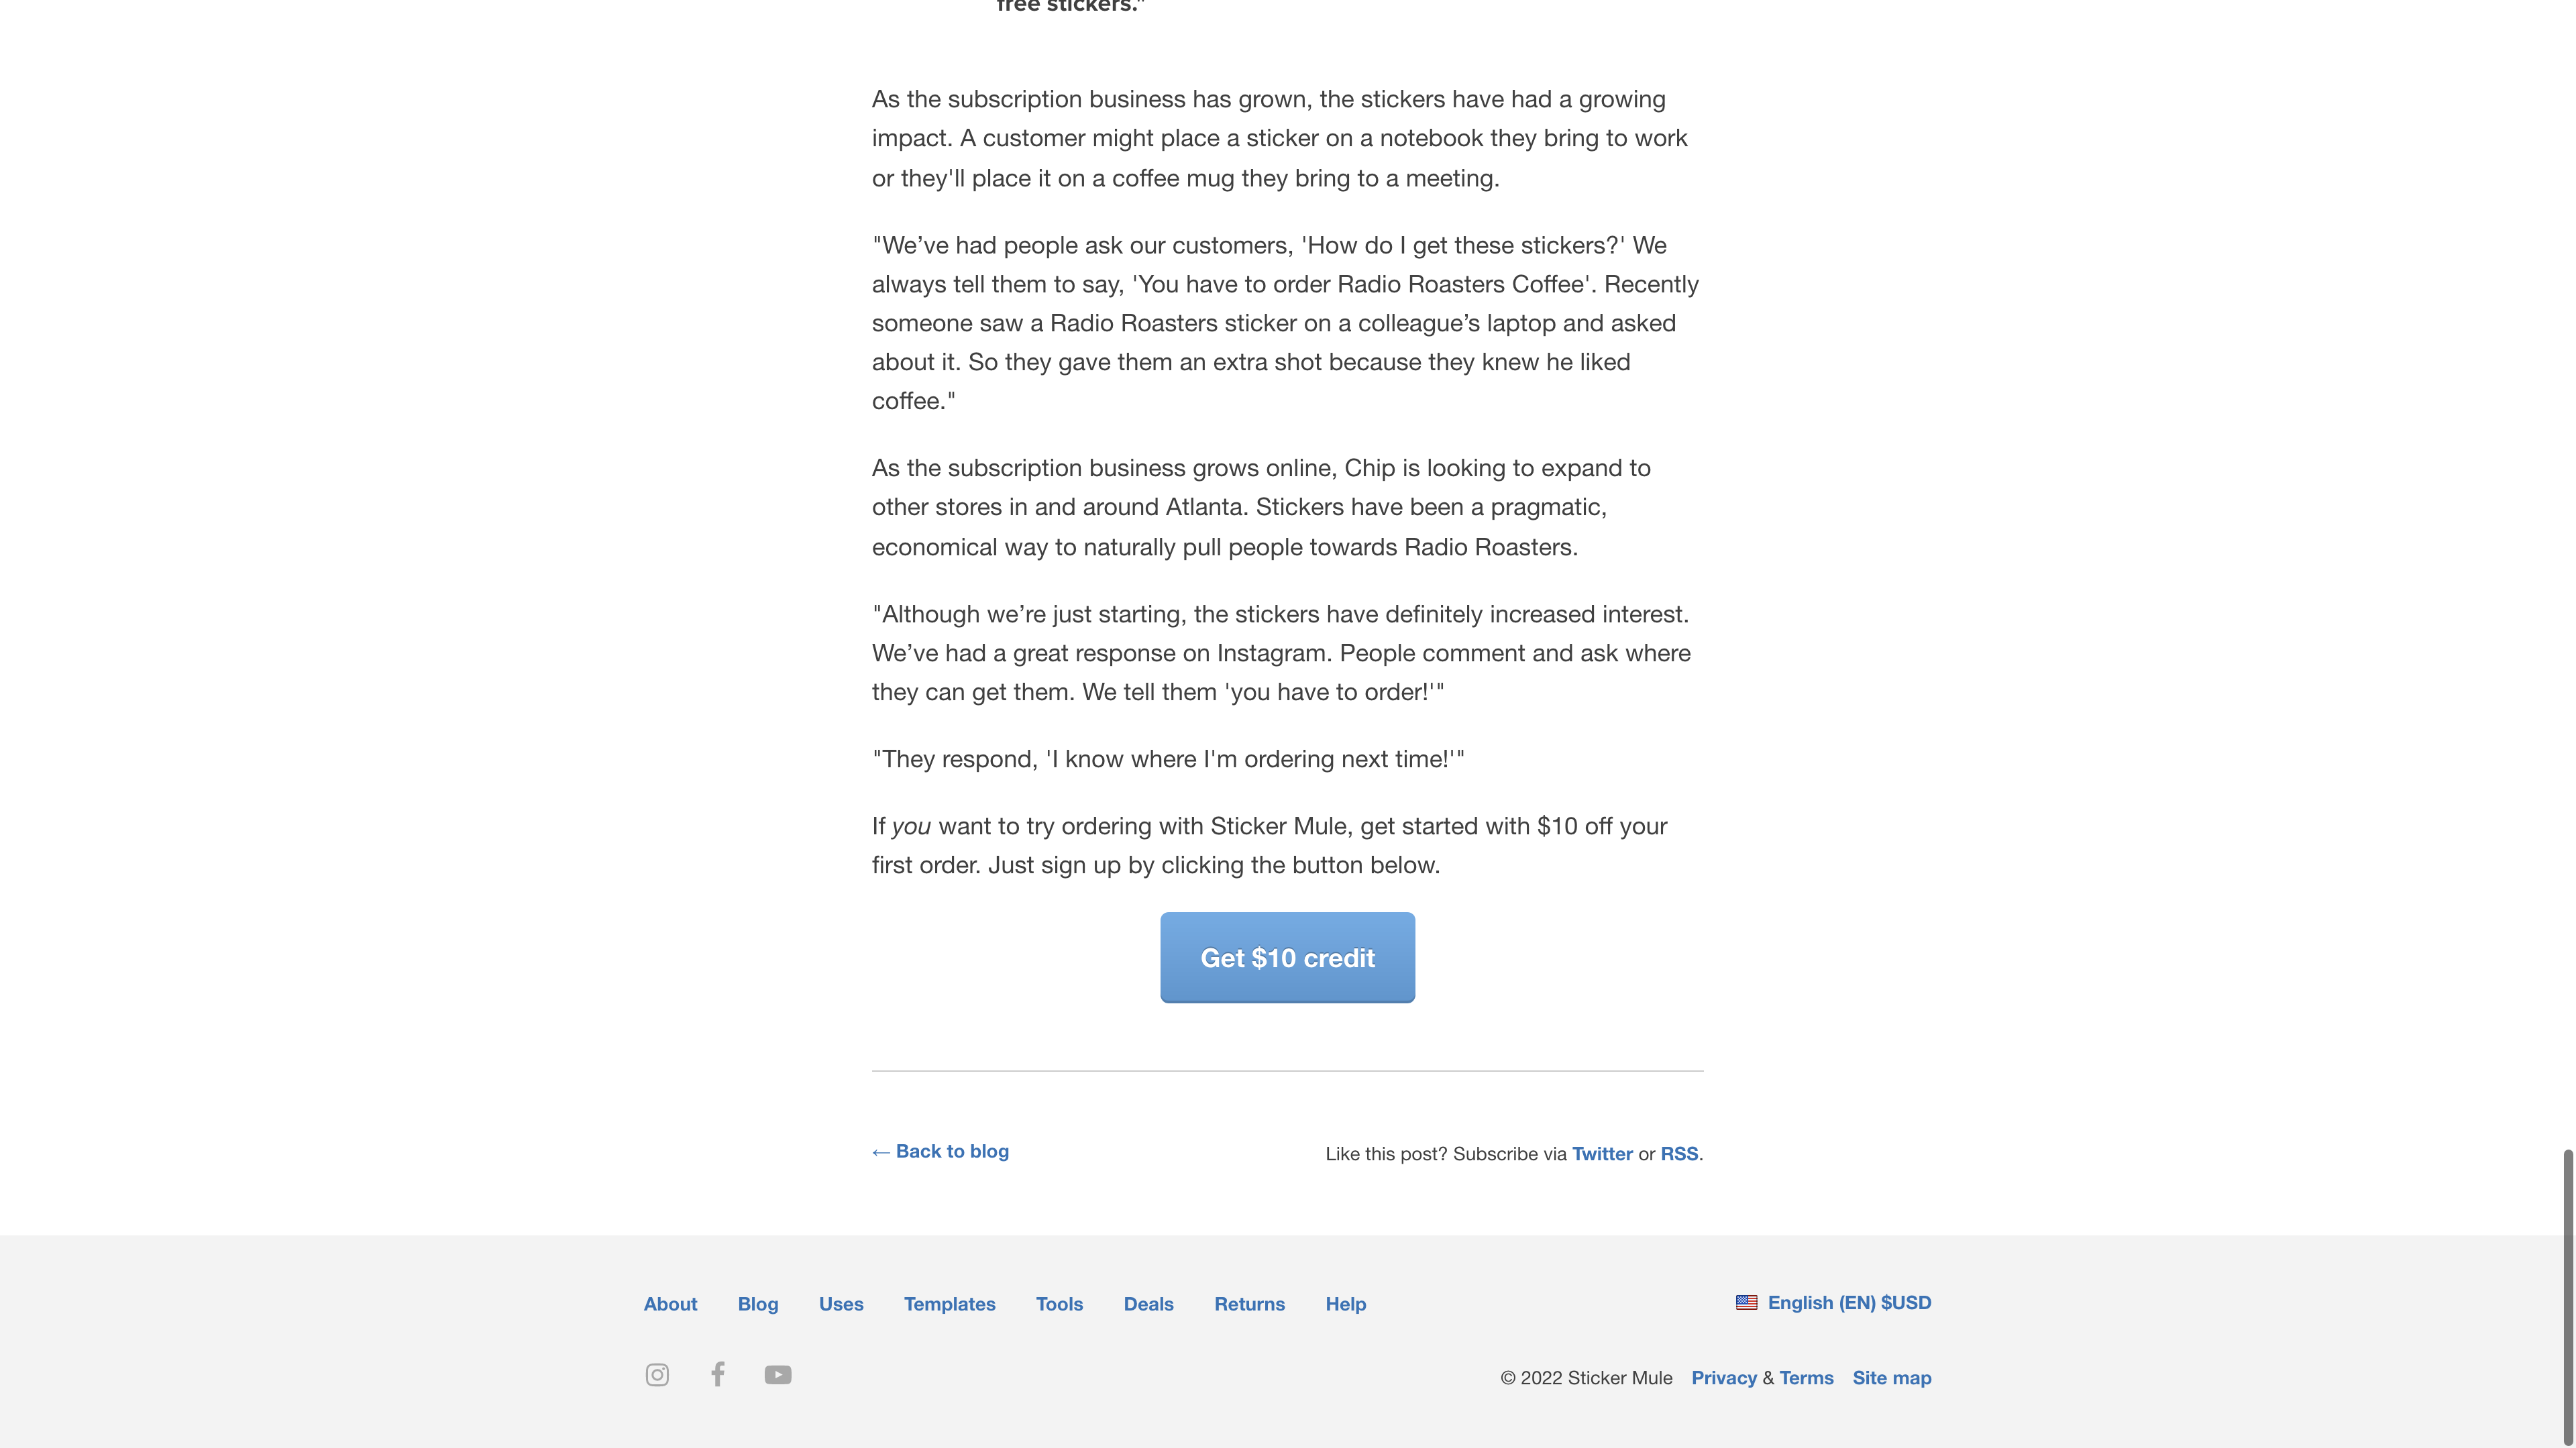 free stickers."
As the subscription business has grown, the stickers have had a growing
impact. A customer might place a sticker on a notebook they bring to work
or they'll place it on a coffee mug they bring to a meeting.
"We’ve had people ask our customers, 'How do I get these stickers?' We
always tell them to say, 'You have to order Radio Roasters Coffee'. Recently
someone saw a Radio Roasters sticker on a colleague’s laptop and asked
about it. So they gave them an extra shot because they knew he liked
coffee."
As the subscription business grows online, Chip is looking to expand to
other stores in and around Atlanta. Stickers have been a pragmatic,
economical way to naturally pull people towards Radio Roasters.
"Although we’re just starting, the stickers have definitely increased interest.
We’ve had a great response on Instagram. People comment and ask where
they can get them. We tell them 'you have to order!'"
"They respond, 'I know where I'm ordering next time!'"
If you want to try ordering with Sticker Mule, get started with $10 off your
first order. Just sign up by clicking the button below.
Get $10 credit
← Back to blog
Like this post? Subscribe via Twitter or RSS.
About Blog Uses Templates Tools Deals Returns Help
English (EN) $USD
© 2022 Sticker Mule Privacy & Terms Site map